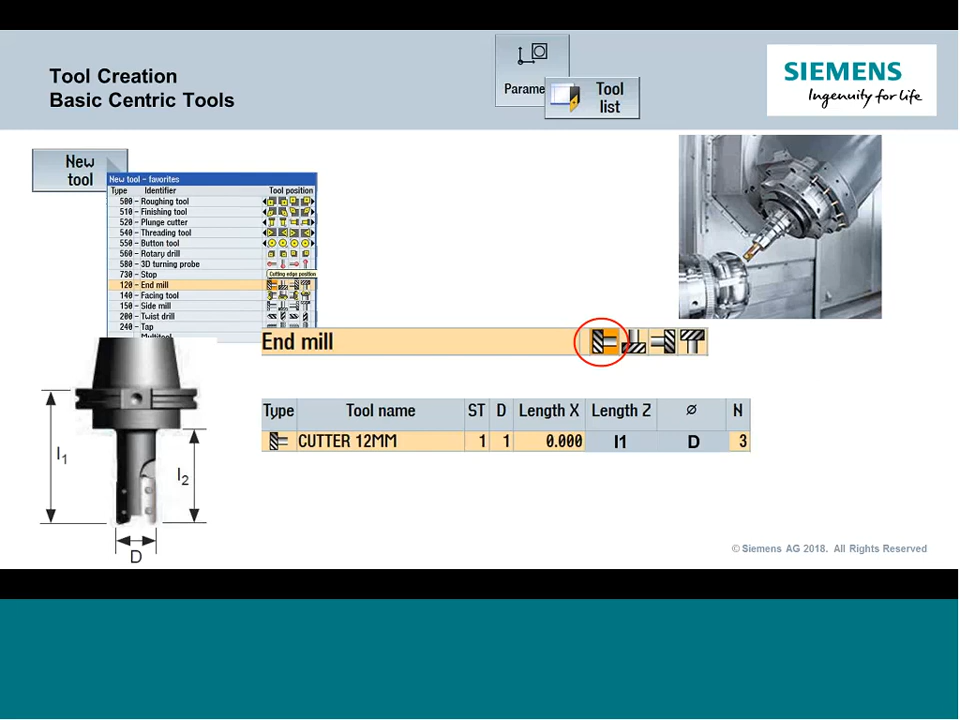 Tool Creation
Basic Centric Tools
Parame
Tool
list
SIEMENS
Ingenuity for life
New
tool
New tool - favorites
Type Identifier Tool position
500 - Roughing tool
510 - Finishing tool
520 - Plunge cutter
540 - Threading tool
550 - Button tool
560 - Rotary drill
580 - 3D turning probe
730 - Stop
Cutting edge position
120 - End mill
140 - Facing tool
150 - Side mill
200 - Twist drill
240 - Tap
Multitool
End mill
Type Tool name ST D Length X Length Z ⌀ N
CUTTER 12MM 1 1 0.000 l1 D 3
l1
l2
D
© Siemens AG 2018. All Rights Reserved